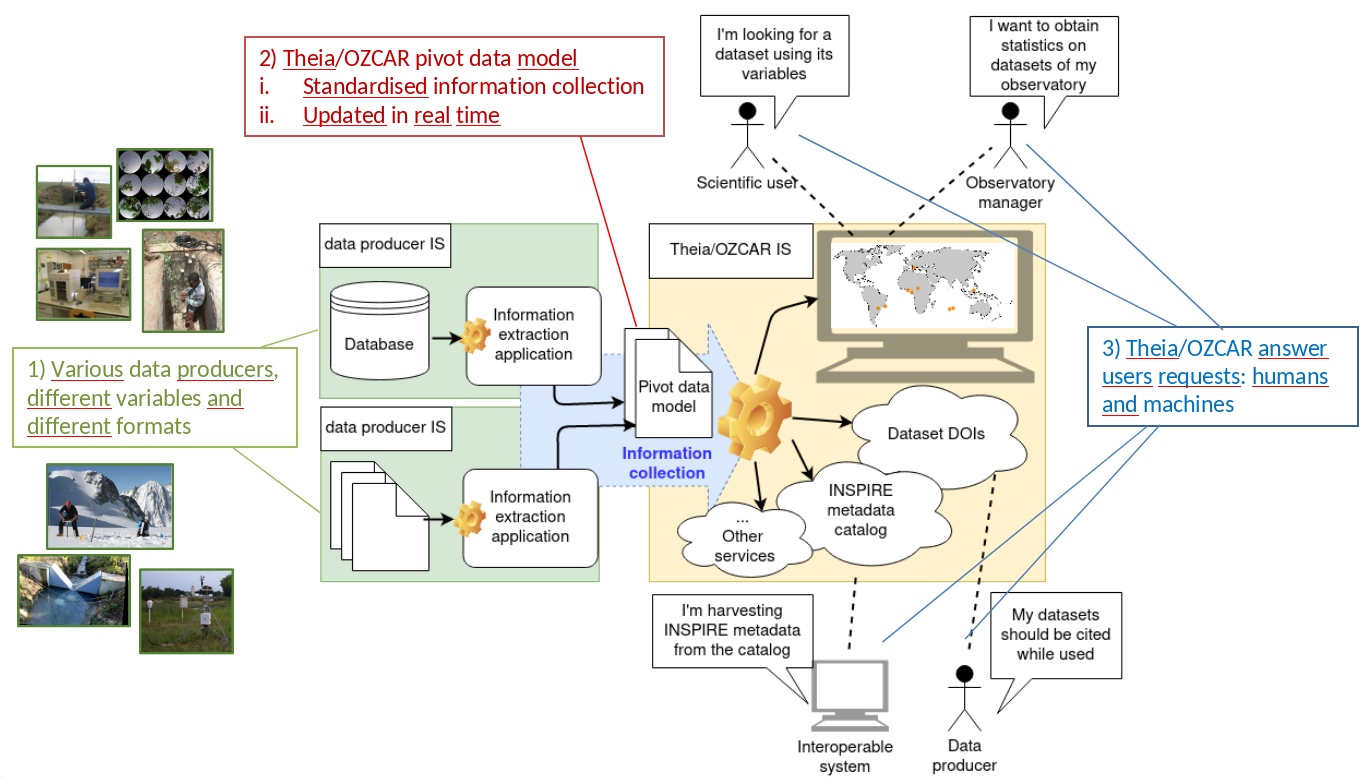 2) Theia/OZCAR pivot data model
i. Standardised information collection
ii. Updated in real time
I'm looking for a
dataset using its
variables
I want to obtain
statistics on
datasets of my
observatory
Scientific user
Observatory
manager
data producer IS
Database
Information
extraction
application
data producer IS
Information
extraction
application
1) Various data producers,
different variables and
different formats
Pivot data
model
Information
collection
Theia/OZCAR IS
Dataset DOIs
INSPIRE
metadata
catalog
...
Other
services
3) Theia/OZCAR answer
users requests: humans
and machines
I'm harvesting
INSPIRE metadata
from the catalog
My datasets
should be cited
while used
Interoperable
system
Data
producer